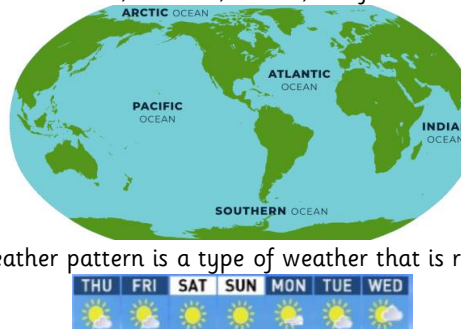 ARCTIC OCEAN
ATLANTIC
OCEAN
PACIFIC
OCEAN
INDIA
OCEAN
SOUTHERN OCEAN
eather pattern is a type of weather that is r
THU FRI SAT SUN MON TUE WED